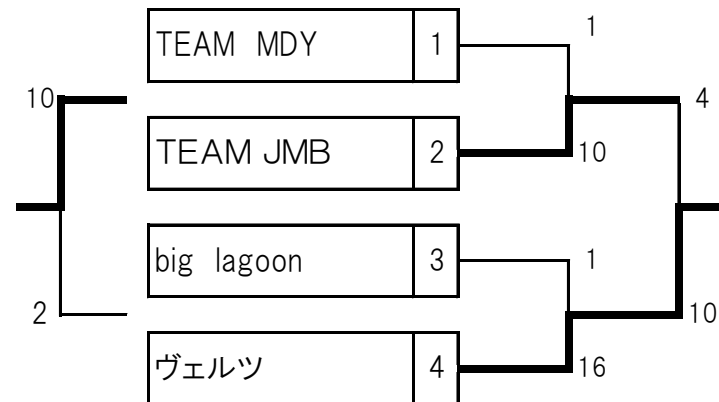 1
TEAM MDY 1
10 4
TEAM JMB 2 10
big lagoon 3 1
2 10
ヴェルツ 4 16